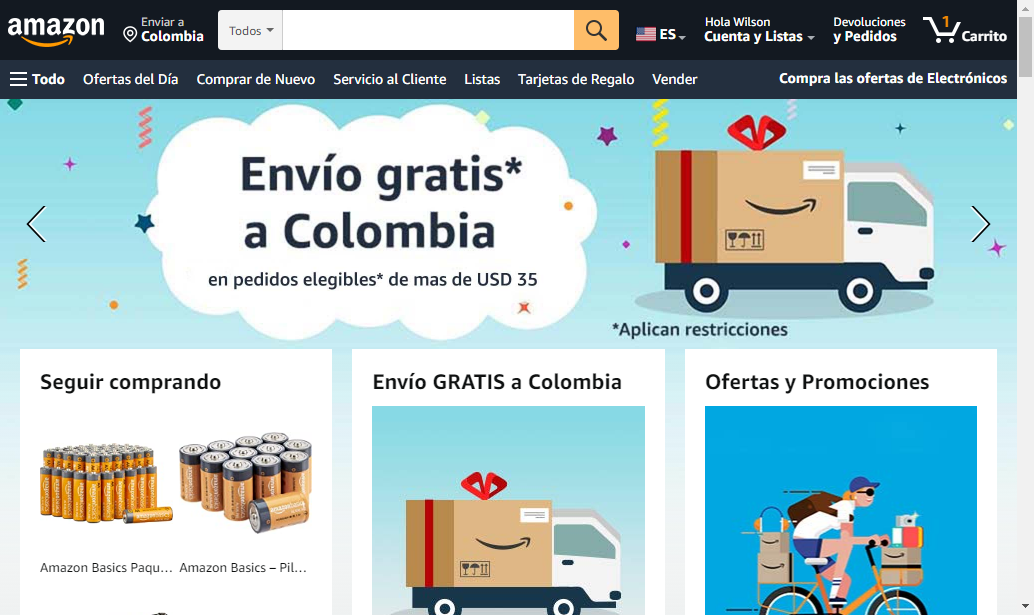 amazon
Enviar a
Colombia
Todos
ES
Hola Wilson
Cuenta y Listas
Devoluciones
y Pedidos
1
Carrito
Todo
Ofertas del Día
Comprar de Nuevo
Servicio al Cliente
Listas
Tarjetas de Regalo
Vender
Compra las ofertas de Electrónicos
Envío gratis*
a Colombia
en pedidos elegibles* de mas de USD 35
*Aplican restricciones
Seguir comprando
Envío GRATIS a Colombia
Ofertas y Promociones
Amazon Basics Paqu...
Amazon Basics – Pil...